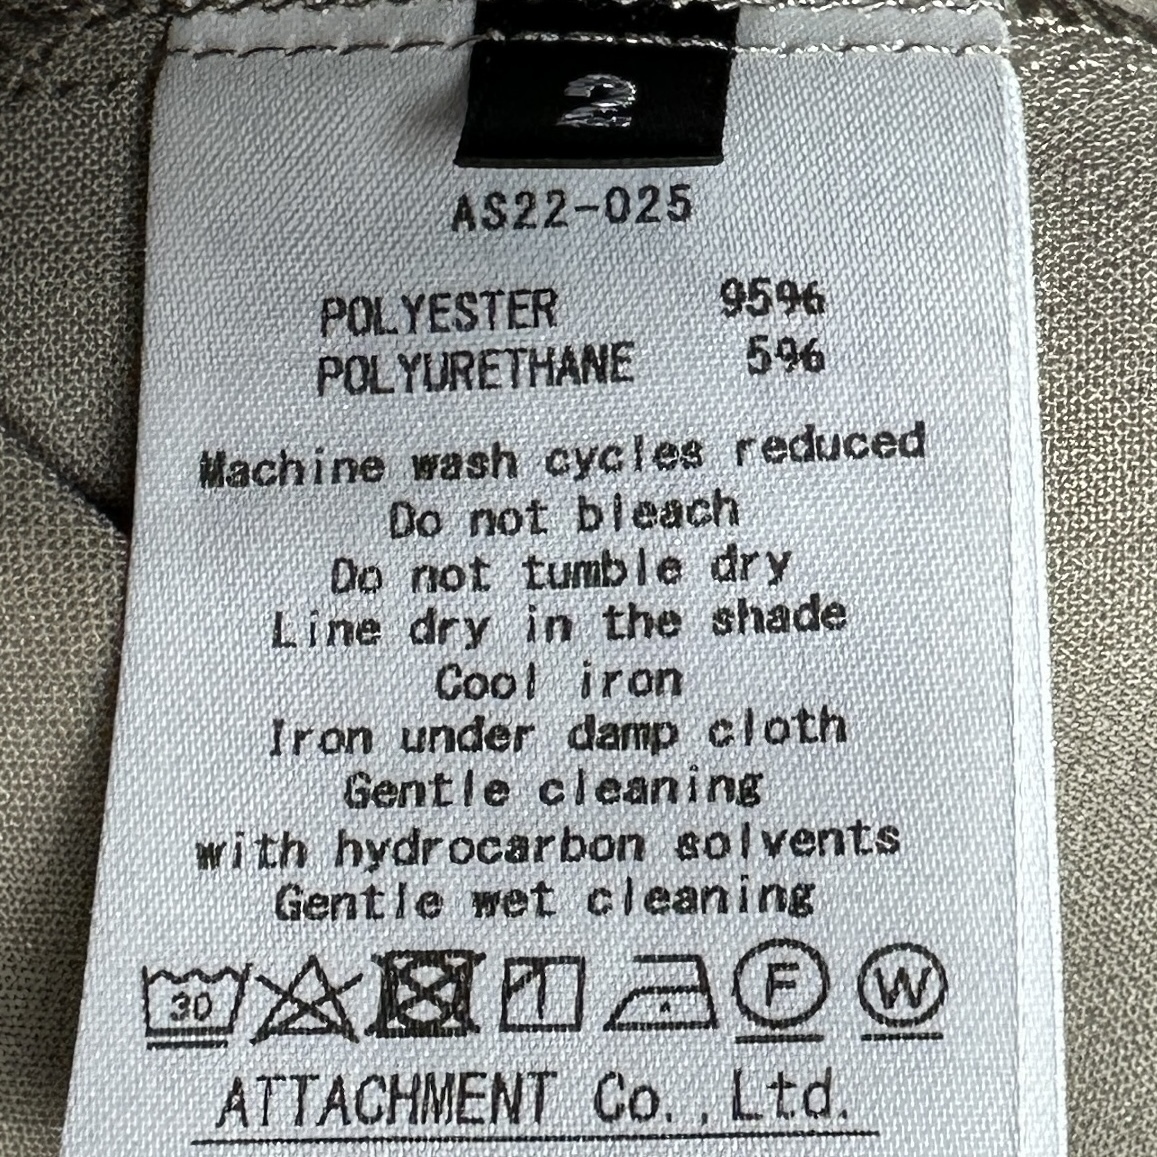 2
AS22-025
POLYESTER 95%
POLYURETHANE 5%
Machine wash cycles reduced
Do not bleach
Do not tumble dry
Line dry in the shade
Cool iron
Iron under damp cloth
Gentle cleaning
with hydrocarbon solvents
Gentle wet cleaning
30 F W
ATTACHMENT Co.,Ltd.